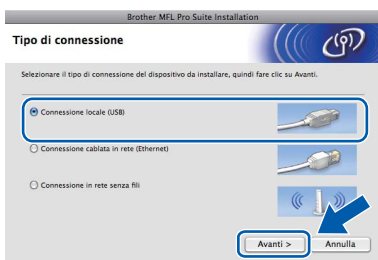 Brother MFL Pro Suite Installation
Tipo di connessione
Selezionare il tipo di connessione del dispositivo da installare, quindi fare clic su Avanti.
Connessione locale (USB)
Connessione cablata in rete (Ethernet)
Connessione in rete senza fili
Avanti >
Annulla